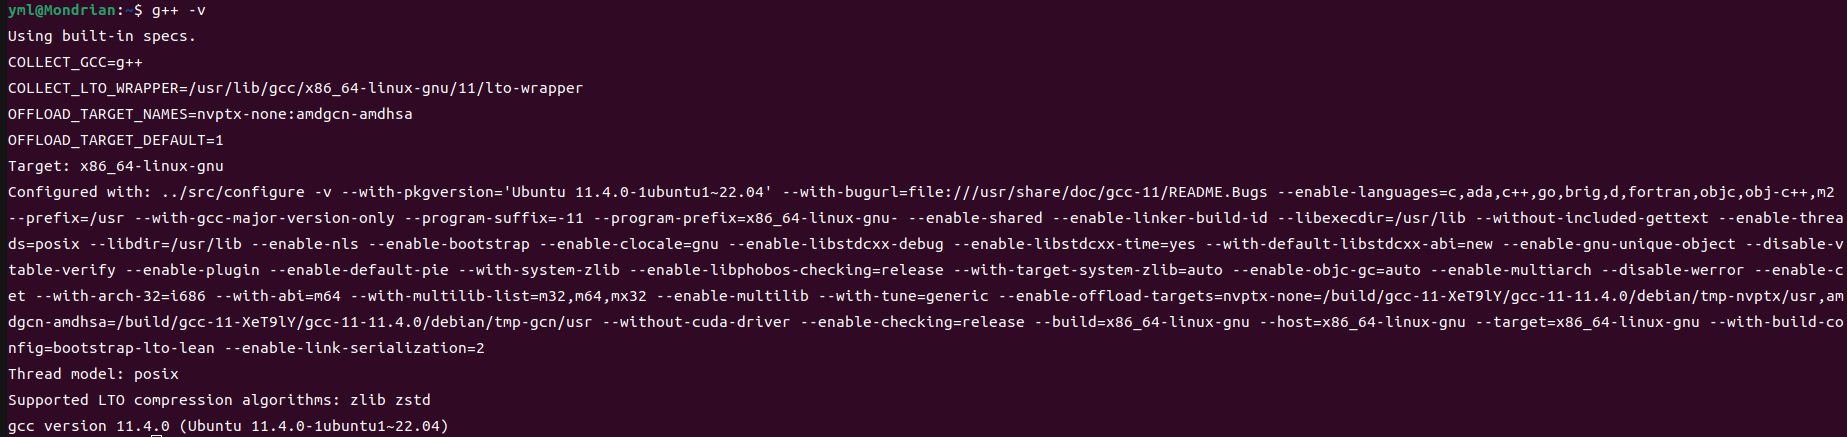 yml@Mondrian:~$ g++ -v
Using built-in specs.
COLLECT_GCC=g++
COLLECT_LTO_WRAPPER=/usr/lib/gcc/x86_64-linux-gnu/11/lto-wrapper
OFFLOAD_TARGET_NAMES=nvptx-none:amdgcn-amdhsa
OFFLOAD_TARGET_DEFAULT=1
Target: x86_64-linux-gnu
Configured with: ../src/configure -v --with-pkgversion='Ubuntu 11.4.0-1ubuntu1~22.04' --with-bugurl=file:///usr/share/doc/gcc-11/README.Bugs --enable-languages=c,ada,c++,go,brig,d,fortran,objc,obj-c++,m2
--prefix=/usr --with-gcc-major-version-only --program-suffix=-11 --program-prefix=x86_64-linux-gnu- --enable-shared --enable-linker-build-id --libexecdir=/usr/lib --without-included-gettext --enable-threa
ds=posix --libdir=/usr/lib --enable-nls --enable-bootstrap --enable-clocale=gnu --enable-libstdcxx-debug --enable-libstdcxx-time=yes --with-default-libstdcxx-abi=new --enable-gnu-unique-object --disable-v
table-verify --enable-plugin --enable-default-pie --with-system-zlib --enable-libphobos-checking=release --with-target-system-zlib=auto --enable-objc-gc=auto --enable-multiarch --disable-werror --enable-c
et --with-arch-32=i686 --with-abi=m64 --with-multilib-list=m32,m64,mx32 --enable-multilib --with-tune=generic --enable-offload-targets=nvptx-none=/build/gcc-11-XeT9lY/gcc-11-11.4.0/debian/tmp-nvptx/usr,am
dgcn-amdhsa=/build/gcc-11-XeT9lY/gcc-11-11.4.0/debian/tmp-gcn/usr --without-cuda-driver --enable-checking=release --build=x86_64-linux-gnu --host=x86_64-linux-gnu --target=x86_64-linux-gnu --with-build-co
nfig=bootstrap-lto-lean --enable-link-serialization=2
Thread model: posix
Supported LTO compression algorithms: zlib zstd
gcc version 11.4.0 (Ubuntu 11.4.0-1ubuntu1~22.04)